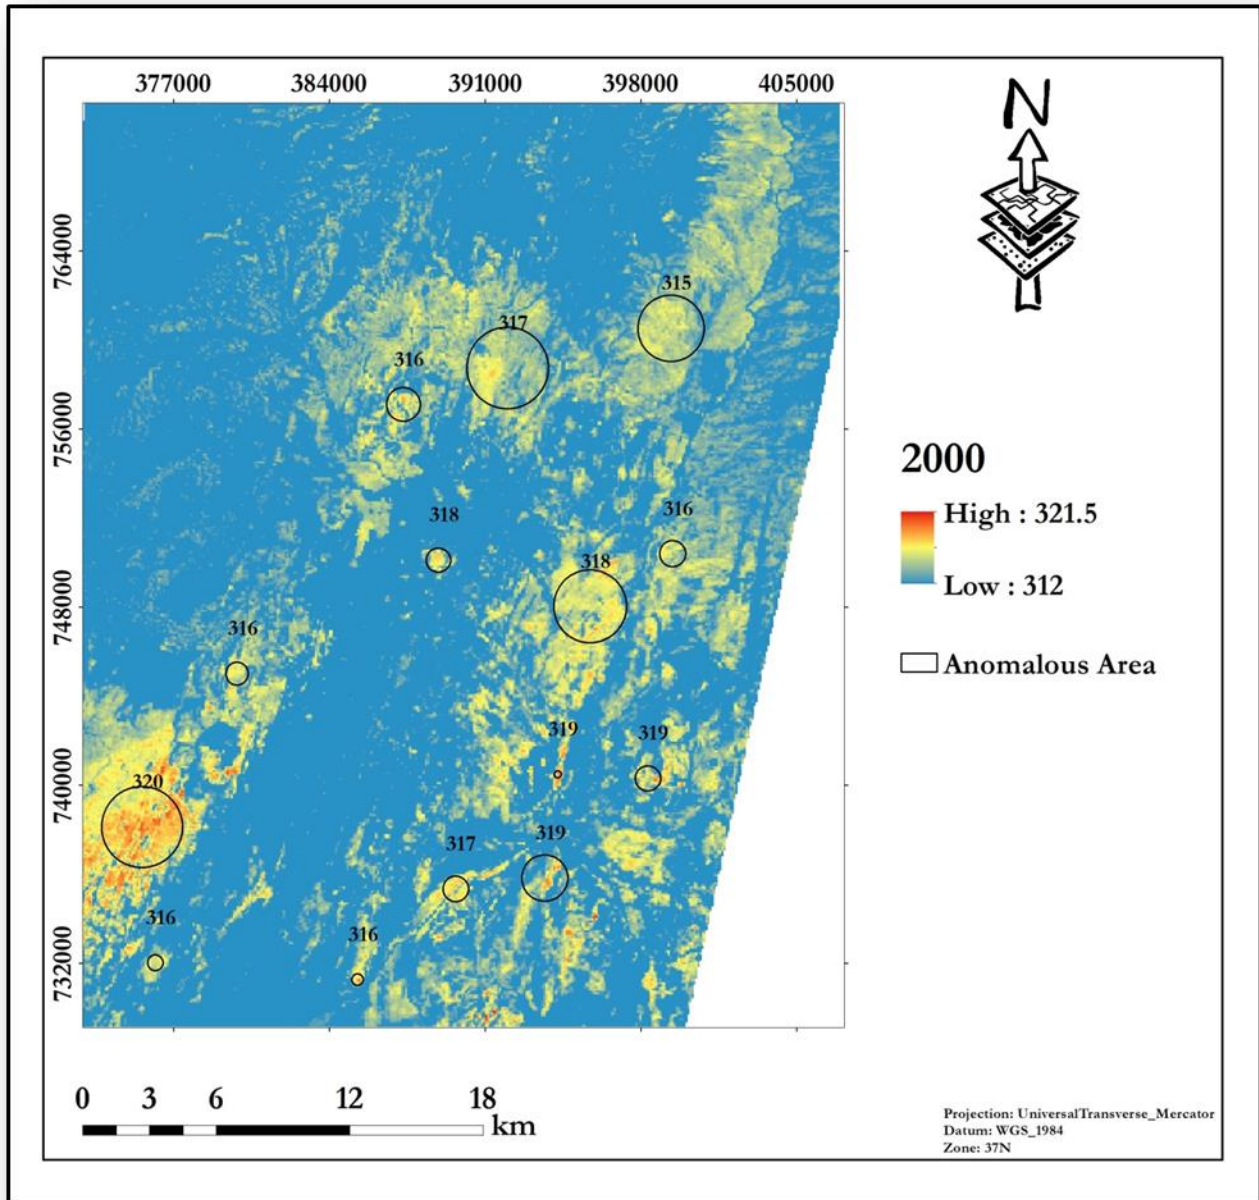 N
377000 384000 391000 398000 405000
764000
756000
748000
740000
732000
315
317
316
318
316
318
316
319
319
320
319
317
316
316
2000
High : 321.5
Low : 312
Anomalous Area
0 3 6 12 18
km
Projection: UniversalTransverse_Mercator
Datum: WGS_1984
Zone: 37N